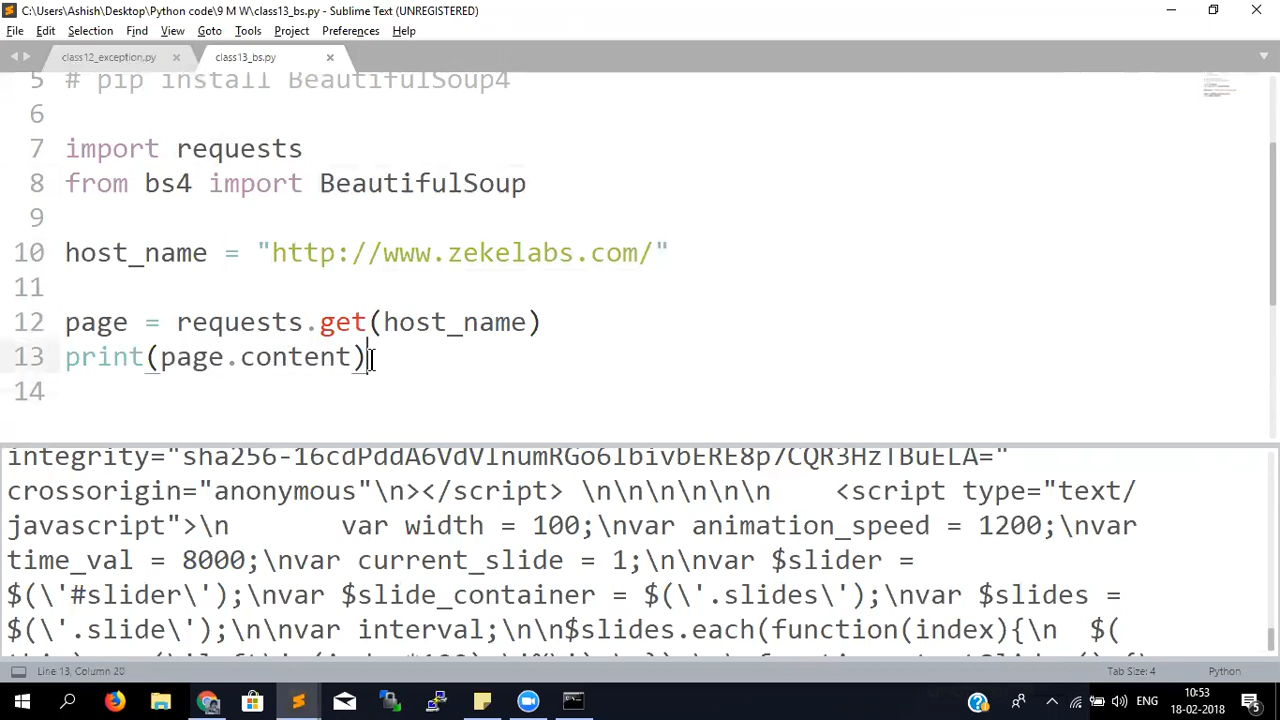 C:\Users\Ashish\Desktop\Python code\9 M W\class13_bs.py - Sublime Text (UNREGISTERED)
File Edit Selection Find View Goto Tools Project Preferences Help
class12_exception.py class13_bs.py
5 # pip install BeautifulSoup4
6
7 import requests
8 from bs4 import BeautifulSoup
9
10 host_name = "http://www.zekelabs.com/"
11
12 page = requests.get(host_name)
13 print(page.content)
14
crossorigin="anonymous"\n></script> \n\n\n\n\n\n <script type="text/
javascript">\n var width = 100;\nvar animation_speed = 1200;\nvar
time_val = 8000;\nvar current_slide = 1;\n\nvar $slider =
$(\'#slider\');\nvar $slide_container = $(\'.slides\');\nvar $slides =
$(\'.slide\');\n\nvar interval;\n\n$slides.each(function(index){\n $(
Line 13, Column 20 Tab Size: 4 Python
ENG 10:53
18-02-2018 5